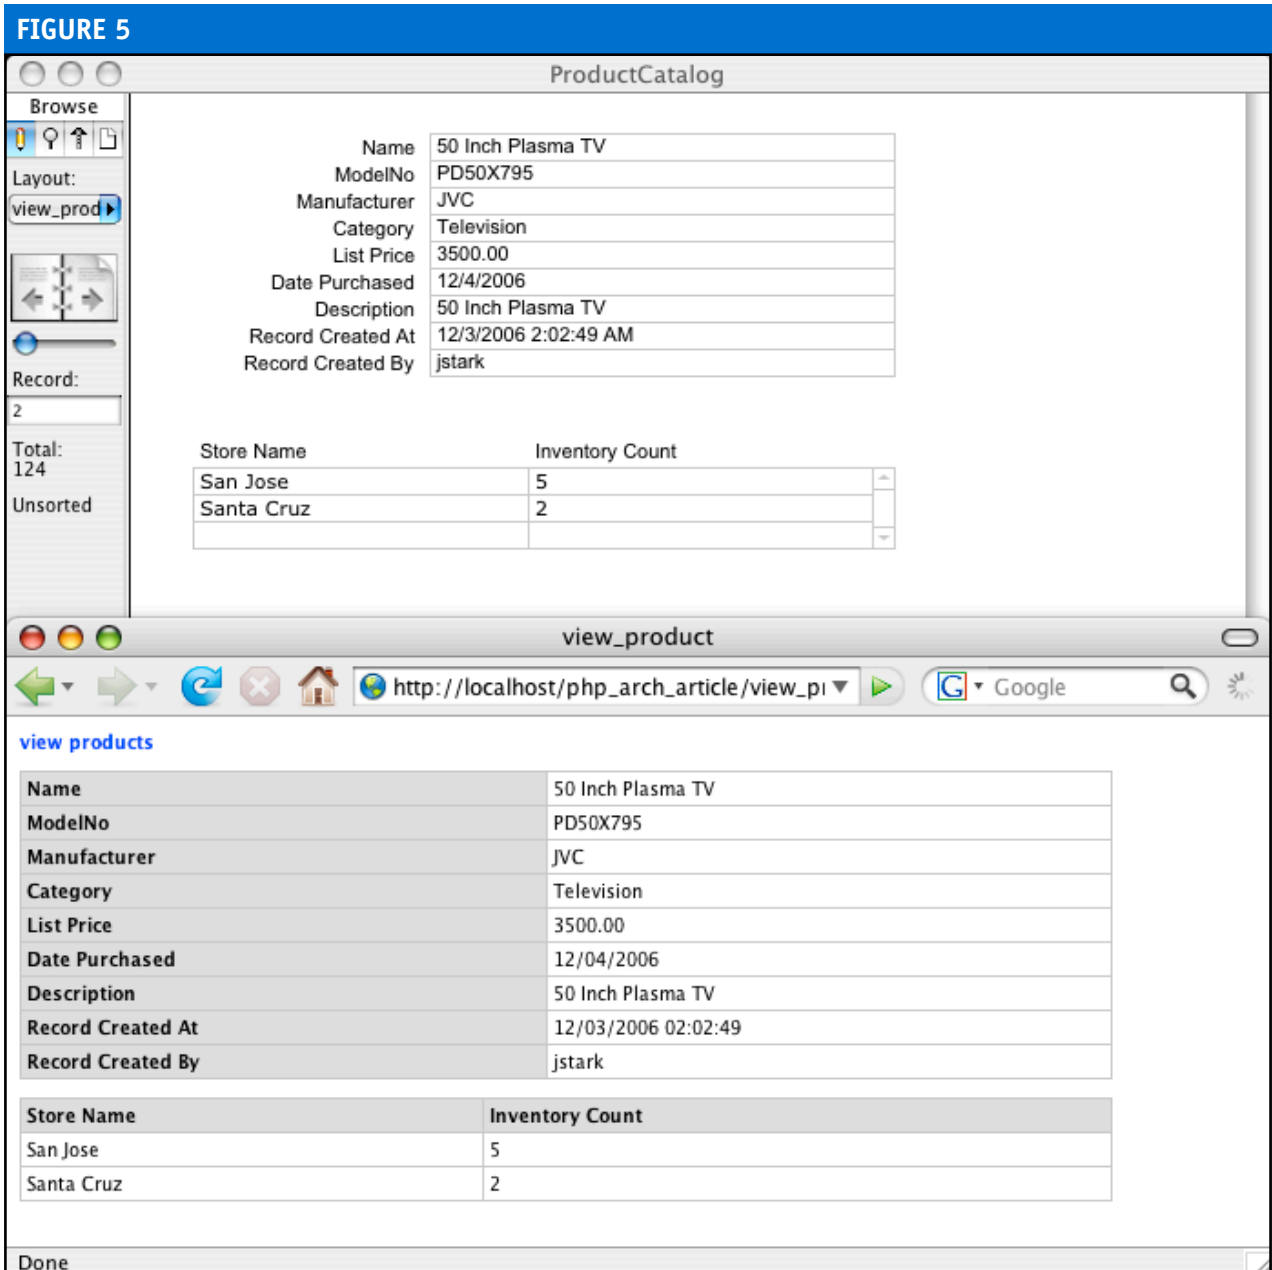 FIGURE 5
ProductCatalog
Browse
Layout:
view_prod
Record:
2
Total:
124
Unsorted
Name 50 Inch Plasma TV
ModelNo PD50X795
Manufacturer JVC
Category Television
List Price 3500.00
Date Purchased 12/4/2006
Description 50 Inch Plasma TV
Record Created At 12/3/2006 2:02:49 AM
Record Created By jstark
Store Name Inventory Count
San Jose 5
Santa Cruz 2
view_product
http://localhost/php_arch_article/view_p G Google
view products
Name 50 Inch Plasma TV
ModelNo PD50X795
Manufacturer JVC
Category Television
List Price 3500.00
Date Purchased 12/04/2006
Description 50 Inch Plasma TV
Record Created At 12/03/2006 02:02:49
Record Created By jstark
Store Name Inventory Count
San Jose 5
Santa Cruz 2
Done